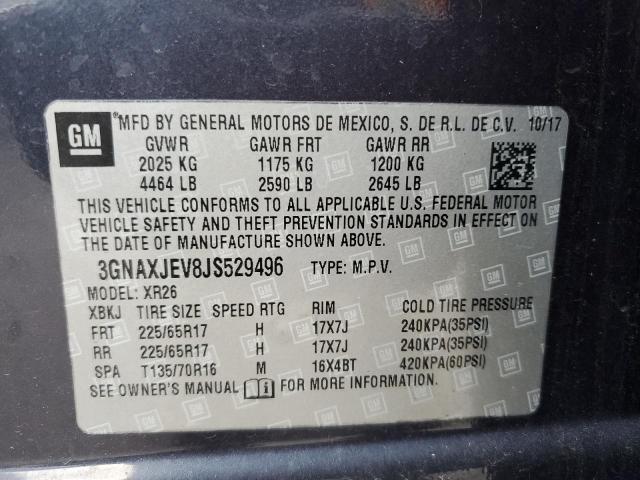 GM
® MFD BY GENERAL MOTORS DE MEXICO, S. DE R.L. DE C.V. 10/17
GVWR GAWR FRT GAWR RR
2025 KG 1175 KG 1200 KG
4464 LB 2590 LB 2645 LB
THIS VEHICLE CONFORMS TO ALL APPLICABLE U.S. FEDERAL MOTOR
VEHICLE SAFETY AND THEFT PREVENTION STANDARDS IN EFFECT ON
THE DATE OF MANUFACTURE SHOWN ABOVE.
3GNAXJEV8JS529496 TYPE: M.P.V.
MODEL: XR26
XBKJ TIRE SIZE SPEED RTG RIM COLD TIRE PRESSURE
FRT 225/65R17 H 17X7J 240KPA(35PSI)
RR 225/65R17 H 17X7J 240KPA(35PSI)
SPA T135/70R16 M 16X4BT 420KPA(60PSI)
SEE OWNER'S MANUAL FOR MORE INFORMATION.